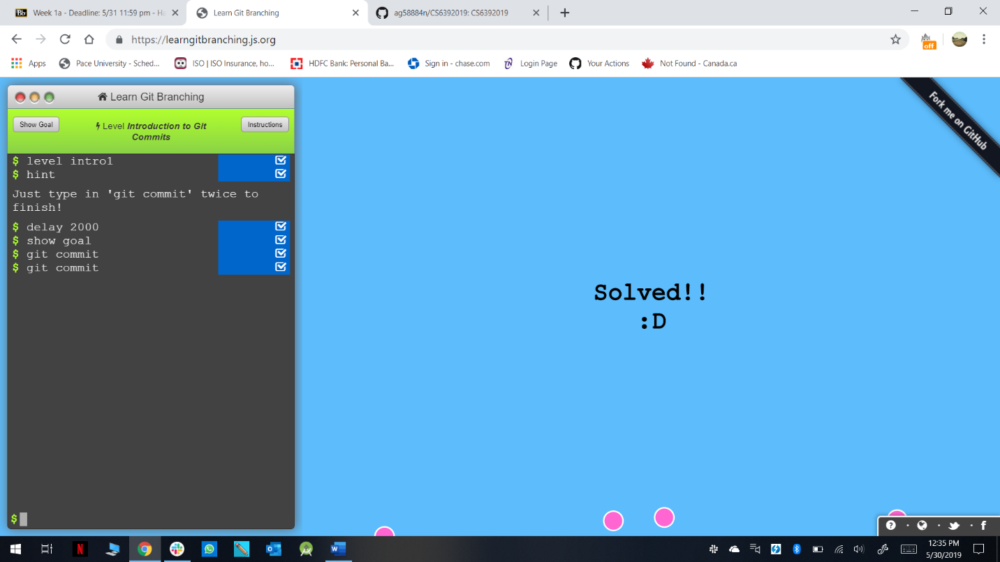 Bb Week 1a - Deadline: 5/31 11:59 pm - Ha
Learn Git Branching
ag58884n/CS6392019: CS6392019
https://learngitbranching.js.org
off
Apps
Pace University - Sched...
ISO | ISO Insurance, ho...
HDFC Bank: Personal Ba...
Sign in - chase.com
Login Page
Your Actions
Not Found - Canada.ca
Learn Git Branching
Show Goal
Level Introduction to Git
Commits
Instructions
$ level intro1
$ hint
Just type in 'git commit' twice to
finish!
$ delay 2000
$ show goal
$ git commit
$ git commit
$
Solved!!
:D
Fork me on GitHub
12:35 PM
5/30/2019